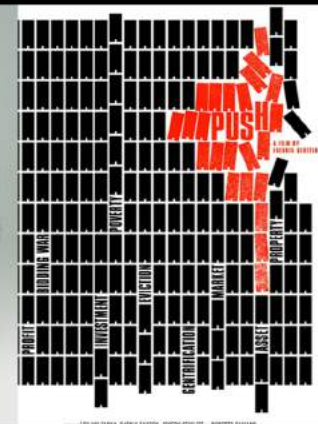 PUSH
A FILM BY
FREDRIK GERTTEN
PROFIT
BIDDING WAR
INVESTMENT
POVERTY
EVICTION
GENTRIFICATION
MARKET
ASSET
PROPERTY